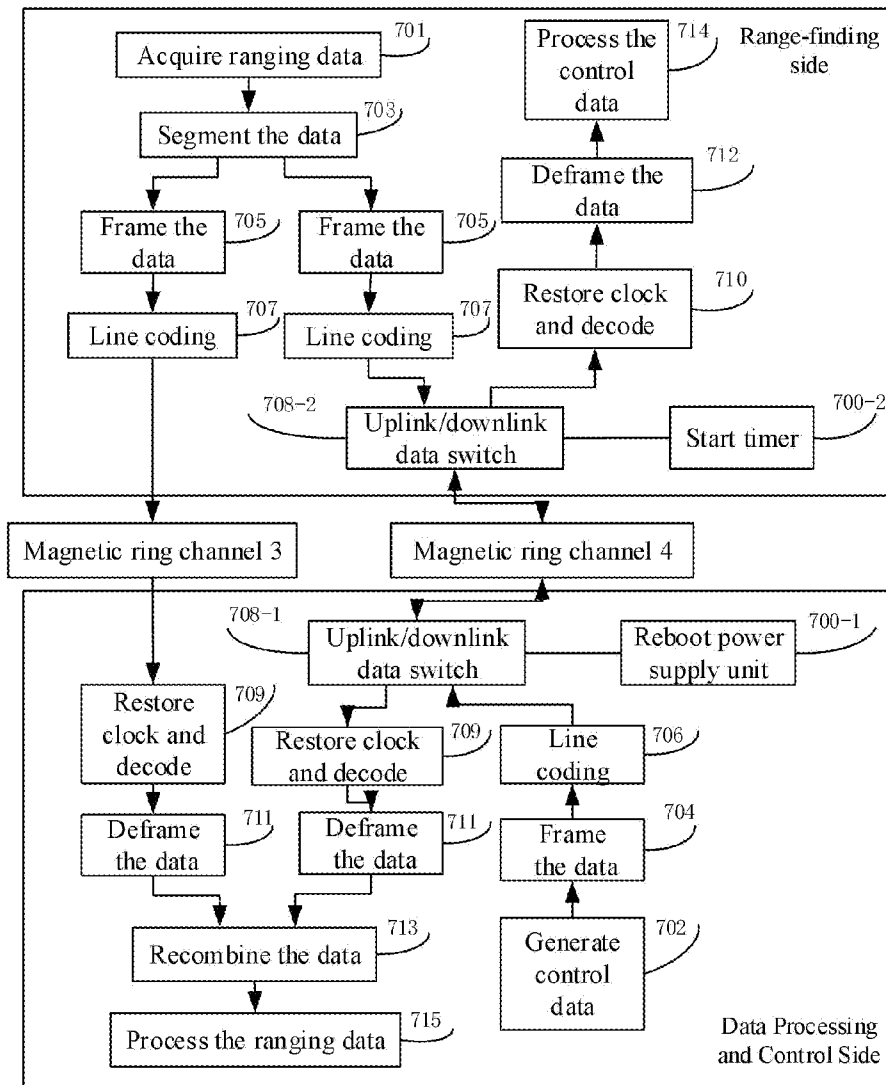 701
Acquire ranging data
703
Segment the data
Frame the
data
705
Frame the
data
705
Line coding
707
Line coding
707
Process the
control
data
714
Range-finding
side
Deframe the
data
712
Restore clock
and decode
710
708-2
Uplink/downlink
data switch
Start timer
700-2
Magnetic ring channel 3
Magnetic ring channel 4
708-1
Uplink/downlink
data switch
Reboot power
supply unit
700-1
Restore
clock and
decode
709
Restore clock
and decode
709
Line
coding
706
Deframe
the data
711
Deframe
the data
711
Frame
the data
704
Recombine the data
713
Generate
control
data
702
Process the ranging data
715
Data Processing
and Control Side